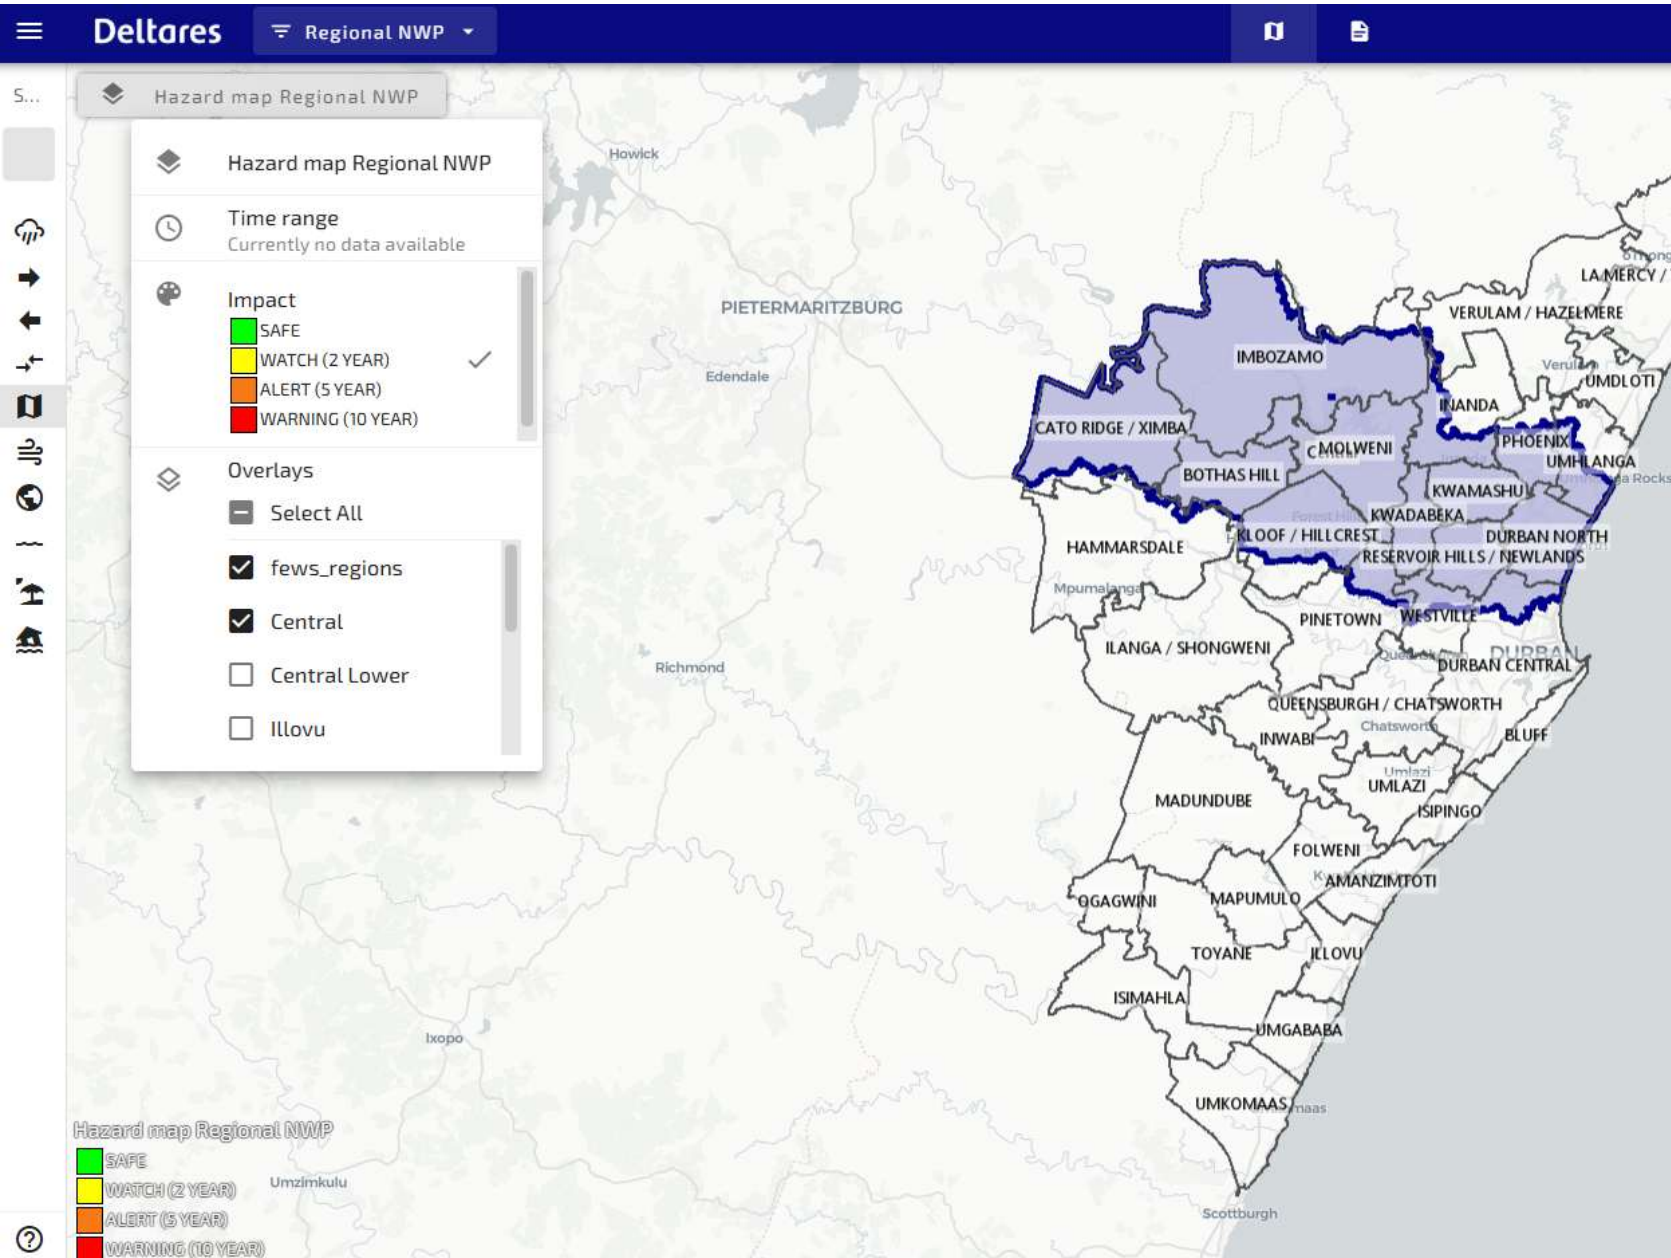 Deltares
Regional NWP
S...
Hazard map Regional NWP
Hazard map Regional NWP
Time range
Currently no data available
Impact
SAFE
WATCH (2 YEAR)
ALERT (5 YEAR)
WARNING (10 YEAR)
Overlays
Select All
fews_regions
Central
Central Lower
Illovu
Howick
PIETERMARITZBURG
Edendale
Richmond
Ixopo
Umzimkulu
Scottburgh
LA MERCY /
VERULAM / HAZELMERE
IMBOZAMO
UMDLOTI
INANDA
CATO RIDGE / XIMBA
MOLWENI
PHOENIX
UMHLANGA
BOTHAS HILL
KWAMASHU
KWADABEKA
KLOOF / HILLCREST
DURBAN NORTH
HAMMARSDALE
RESERVOIR HILLS / NEWLANDS
Mpumalanga
PINETOWN
WESTVILLE
ILANGA / SHONGWENI
DURBAN
DURBAN CENTRAL
QUEENSBURGH / CHATSWORTH
Chatsworth
INWABI
BLUFF
Umlazi
UMLAZI
MADUNDUBE
ISIPINGO
FOLWENI
AMANZIMTOTI
OGAGWINI
MAPUMULO
TOYANE
ILLOVU
ISIMAHLA
UMGABABA
UMKOMAAS
Hazard map Regional NWP
SAFE
WATCH (2 YEAR)
ALERT (5 YEAR)
WARNING (10 YEAR)